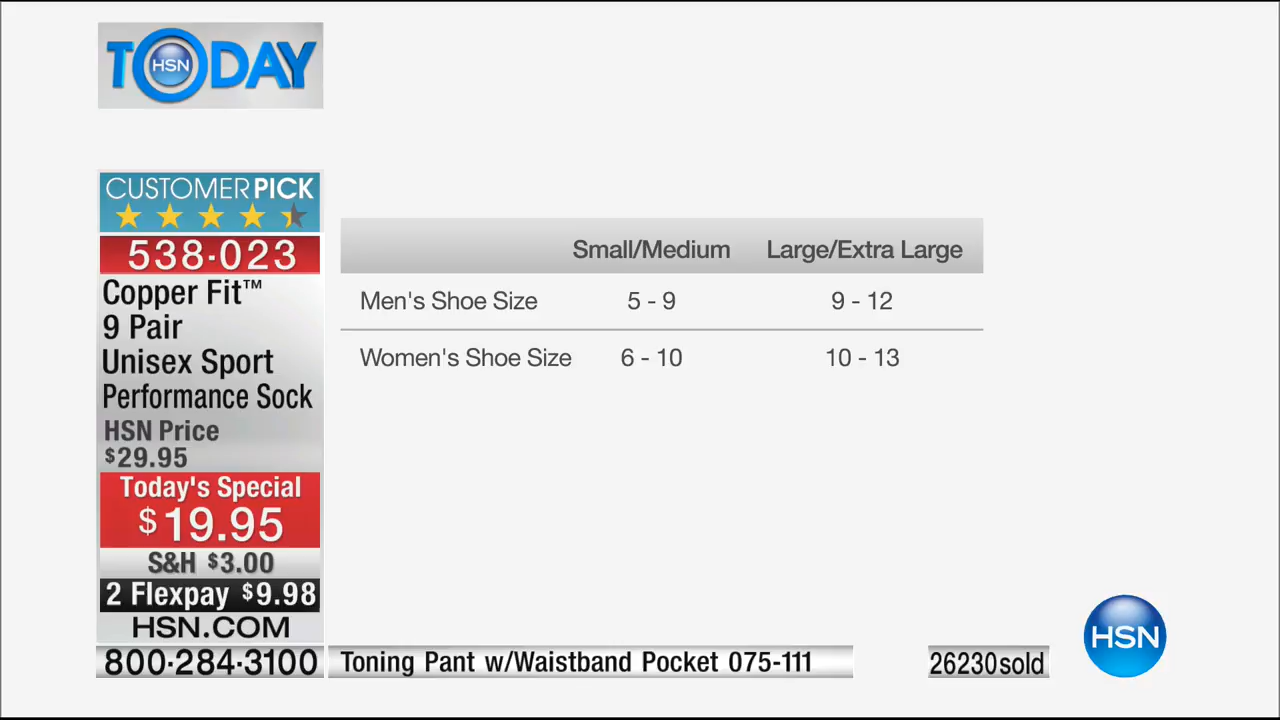 TODAY
HSN
CUSTOMER PICK
538-023
Copper Fit™
9 Pair
Unisex Sport
Performance Sock
HSN Price
$29.95
Today's Special
$19.95
S&H $3.00
2 Flexpay $9.98
HSN.COM
800-284-3100
Small/Medium Large/Extra Large
Men's Shoe Size 5 - 9 9 - 12
Women's Shoe Size 6 - 10 10 - 13
HSN
Toning Pant w/Waistband Pocket 075-111
26230 sold